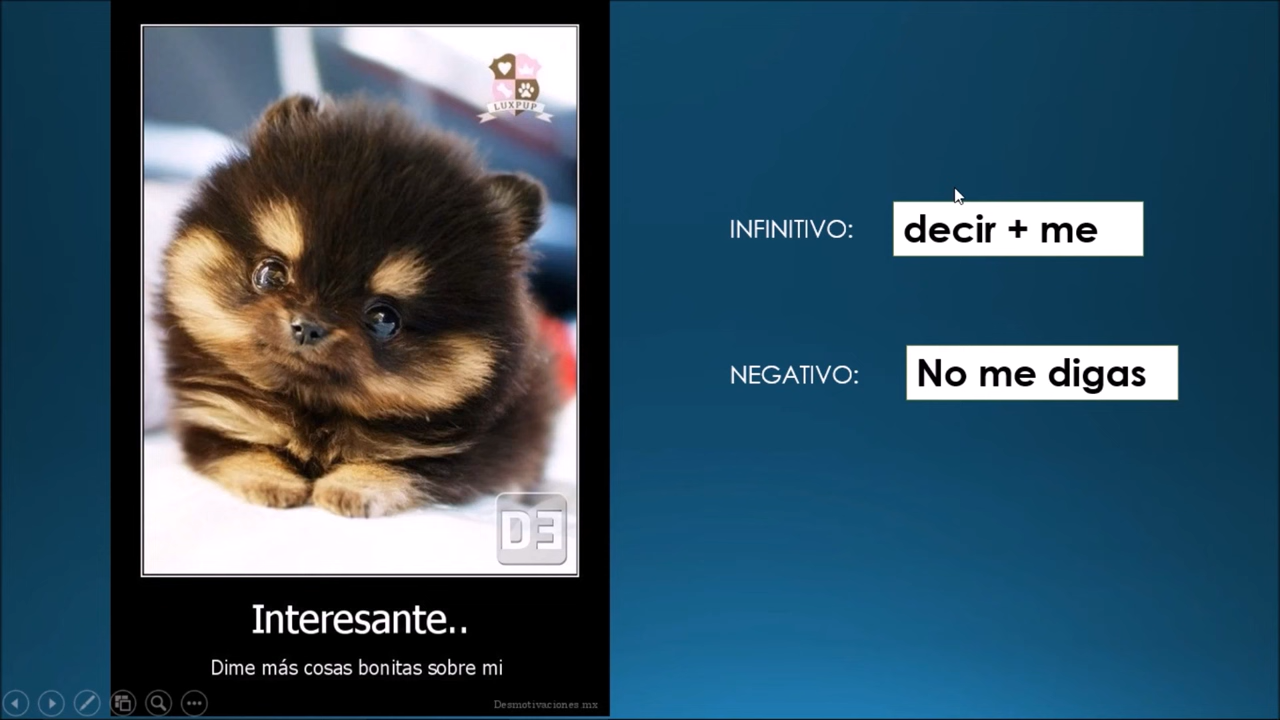 LUXPUP
DE
Interesante..
Dime más cosas bonitas sobre mi
Desmotivaciones.mx
INFINITIVO:
decir + me
NEGATIVO:
No me digas